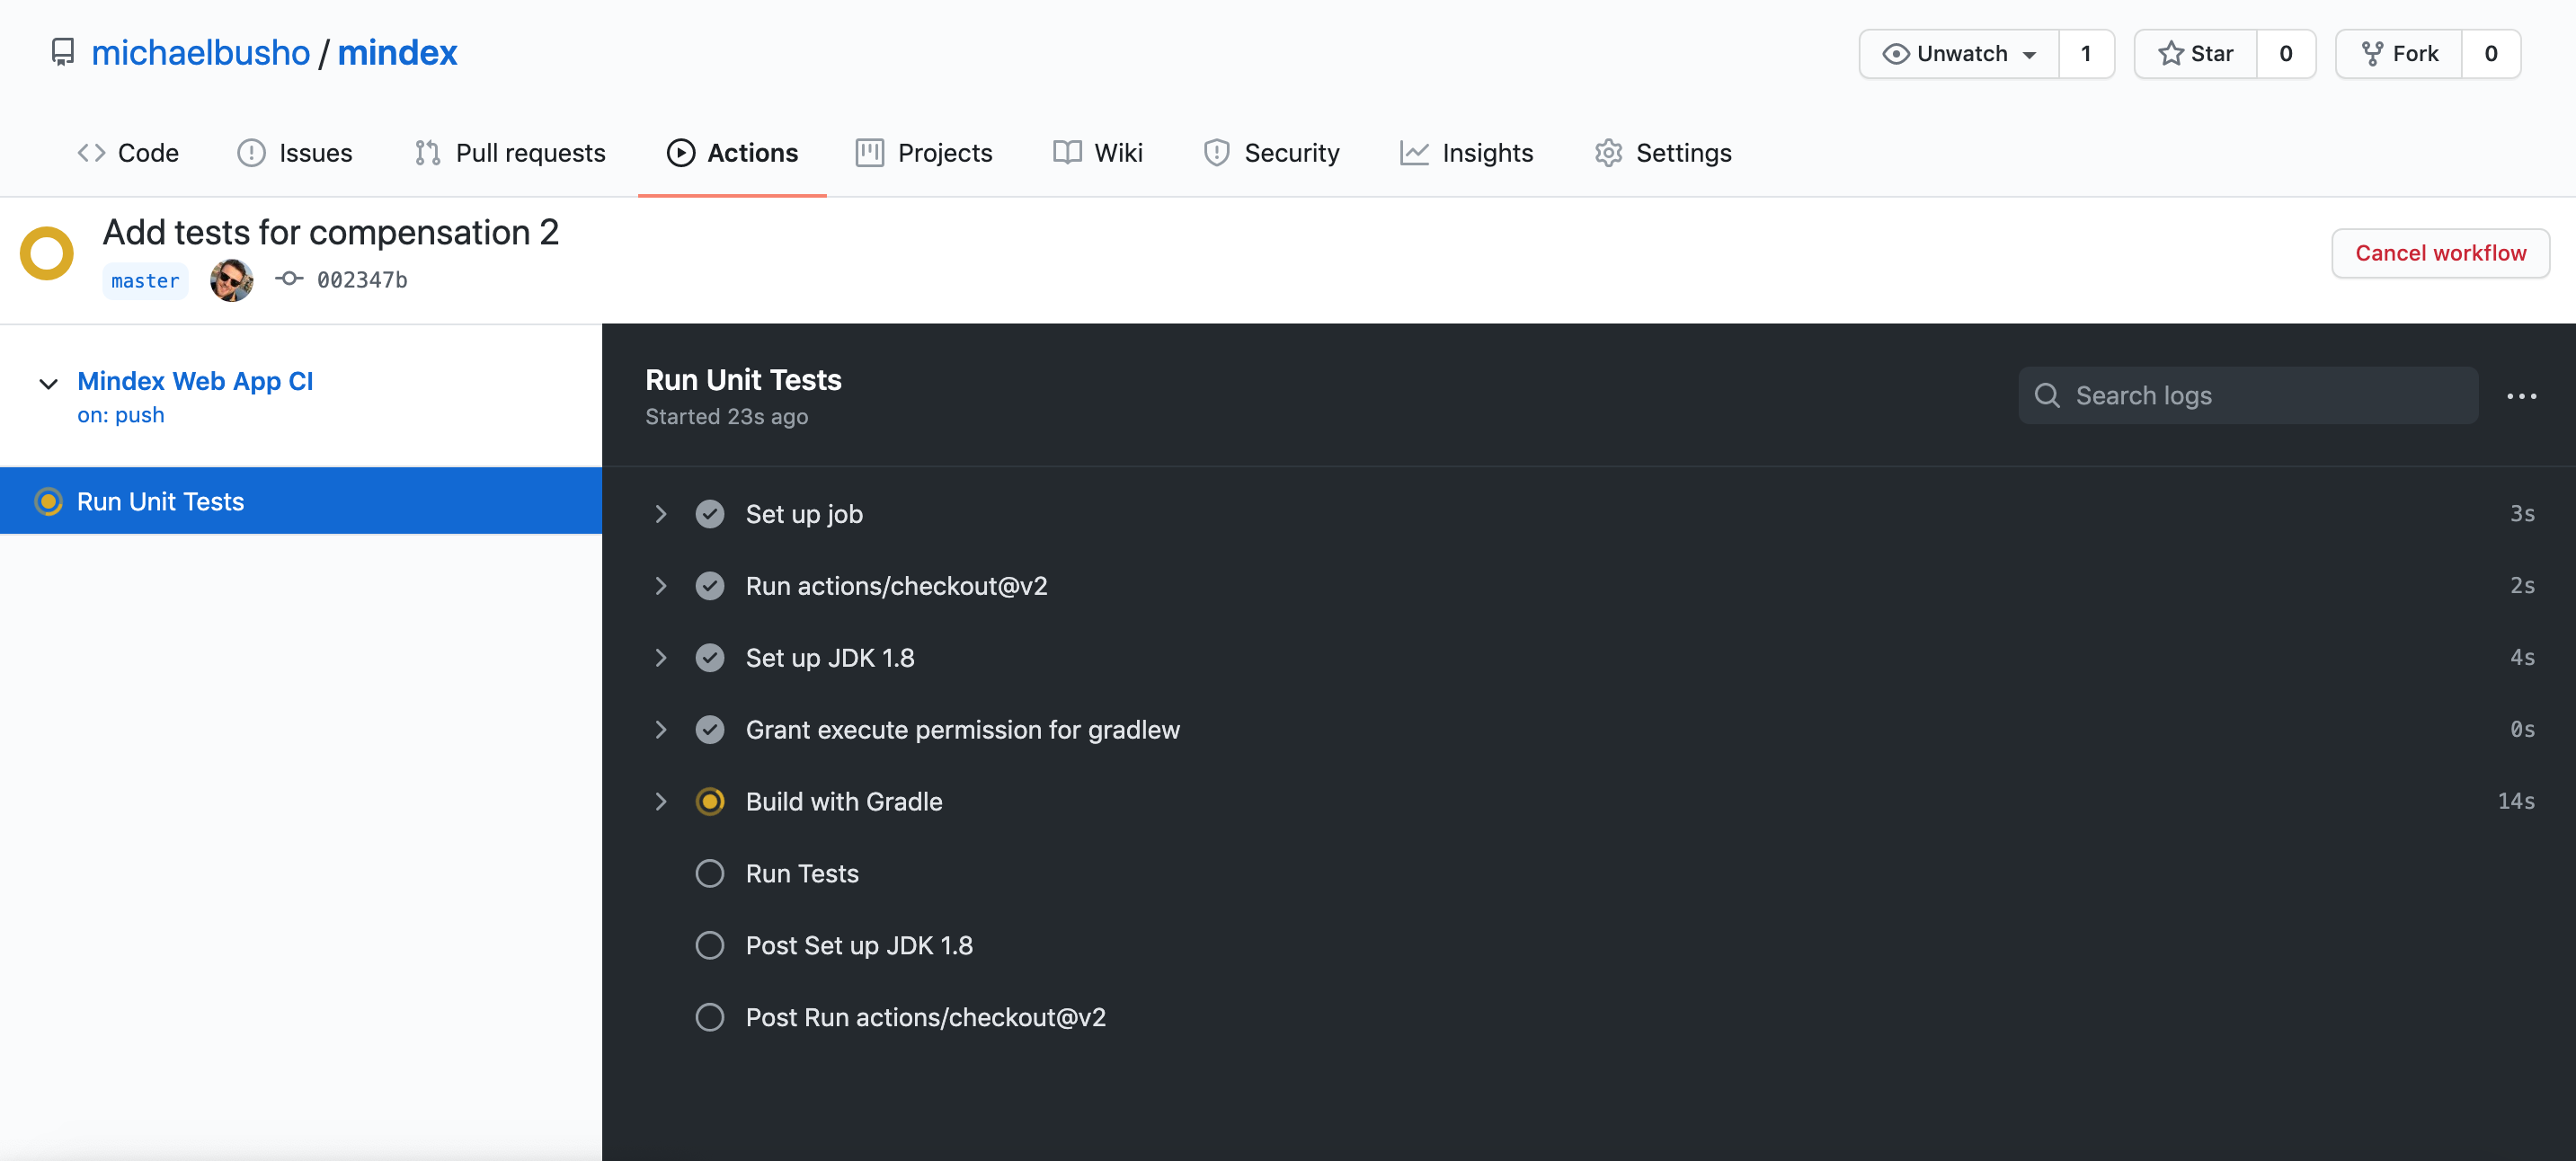 michaelbusho / mindex
Unwatch 1
Star 0
Fork 0
Code Issues Pull requests Actions Projects Wiki Security Insights Settings
Add tests for compensation 2
master 002347b
Cancel workflow
Mindex Web App CI
on: push
Run Unit Tests
Run Unit Tests
Started 23s ago
Search logs
Set up job 3s
Run actions/checkout@v2 2s
Set up JDK 1.8 4s
Grant execute permission for gradlew 0s
Build with Gradle 14s
Run Tests
Post Set up JDK 1.8
Post Run actions/checkout@v2